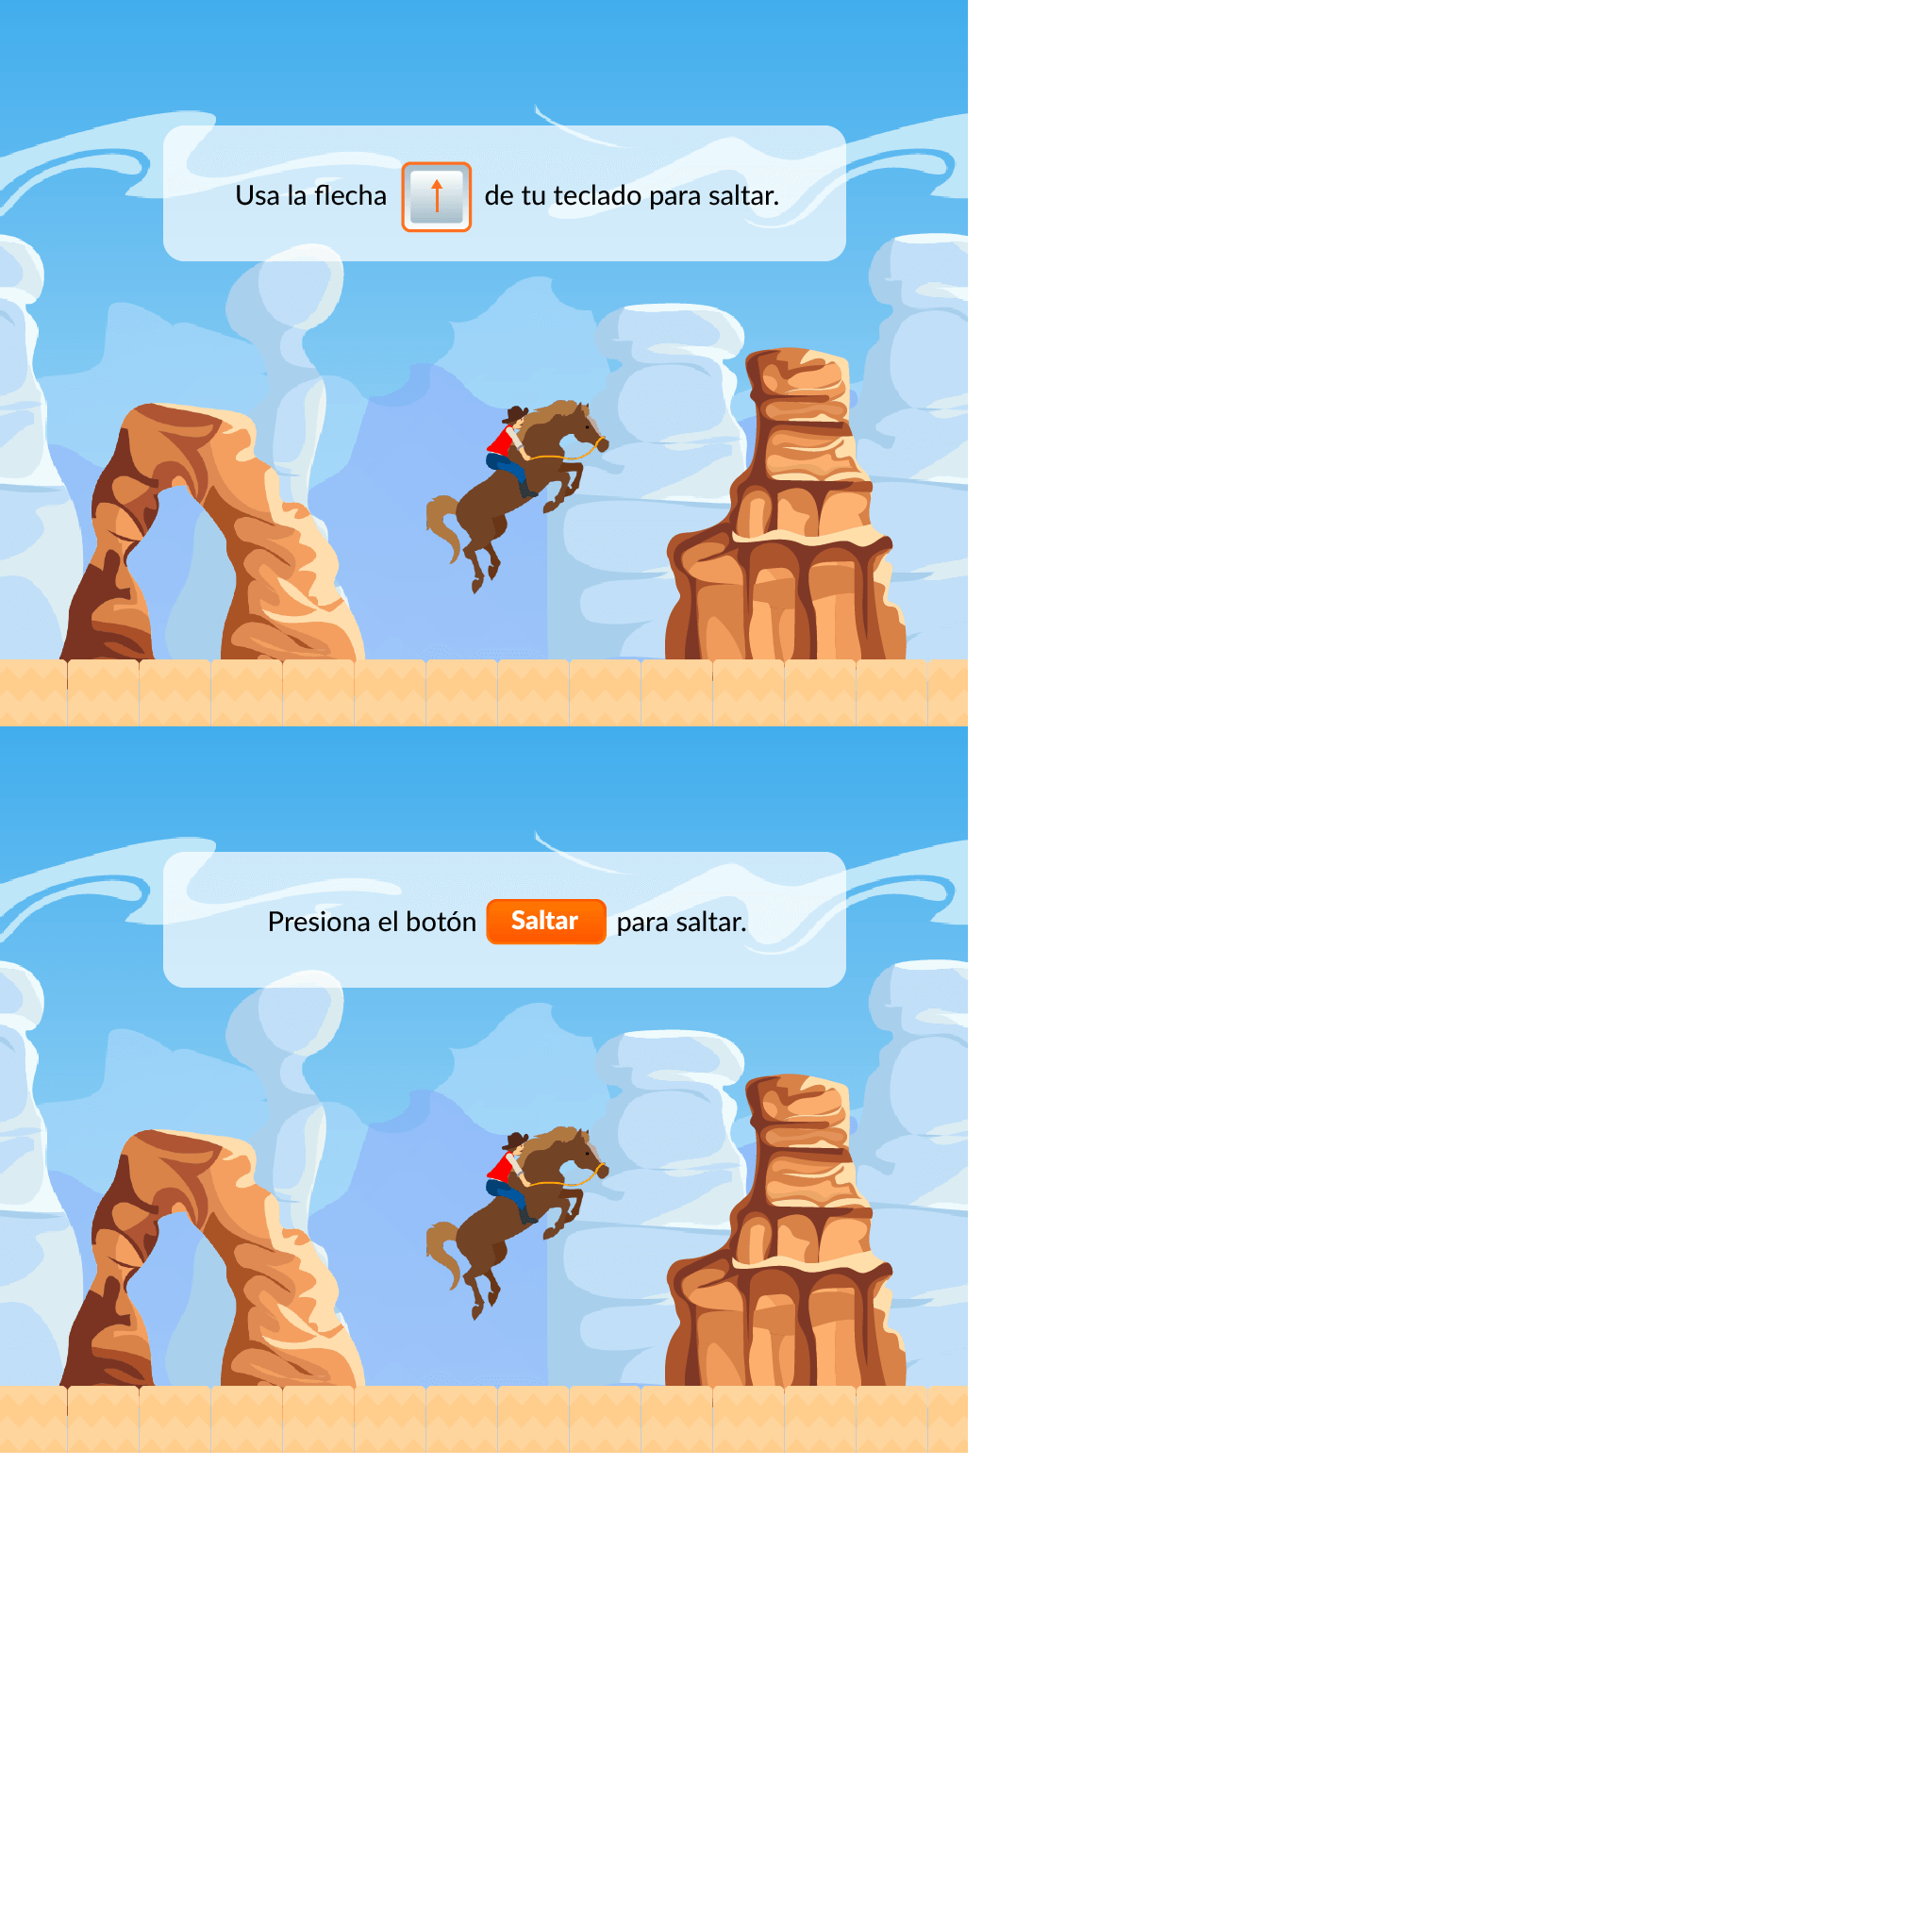 Usa la flecha ↑ de tu teclado para saltar.
Presiona el botón Saltar para saltar.